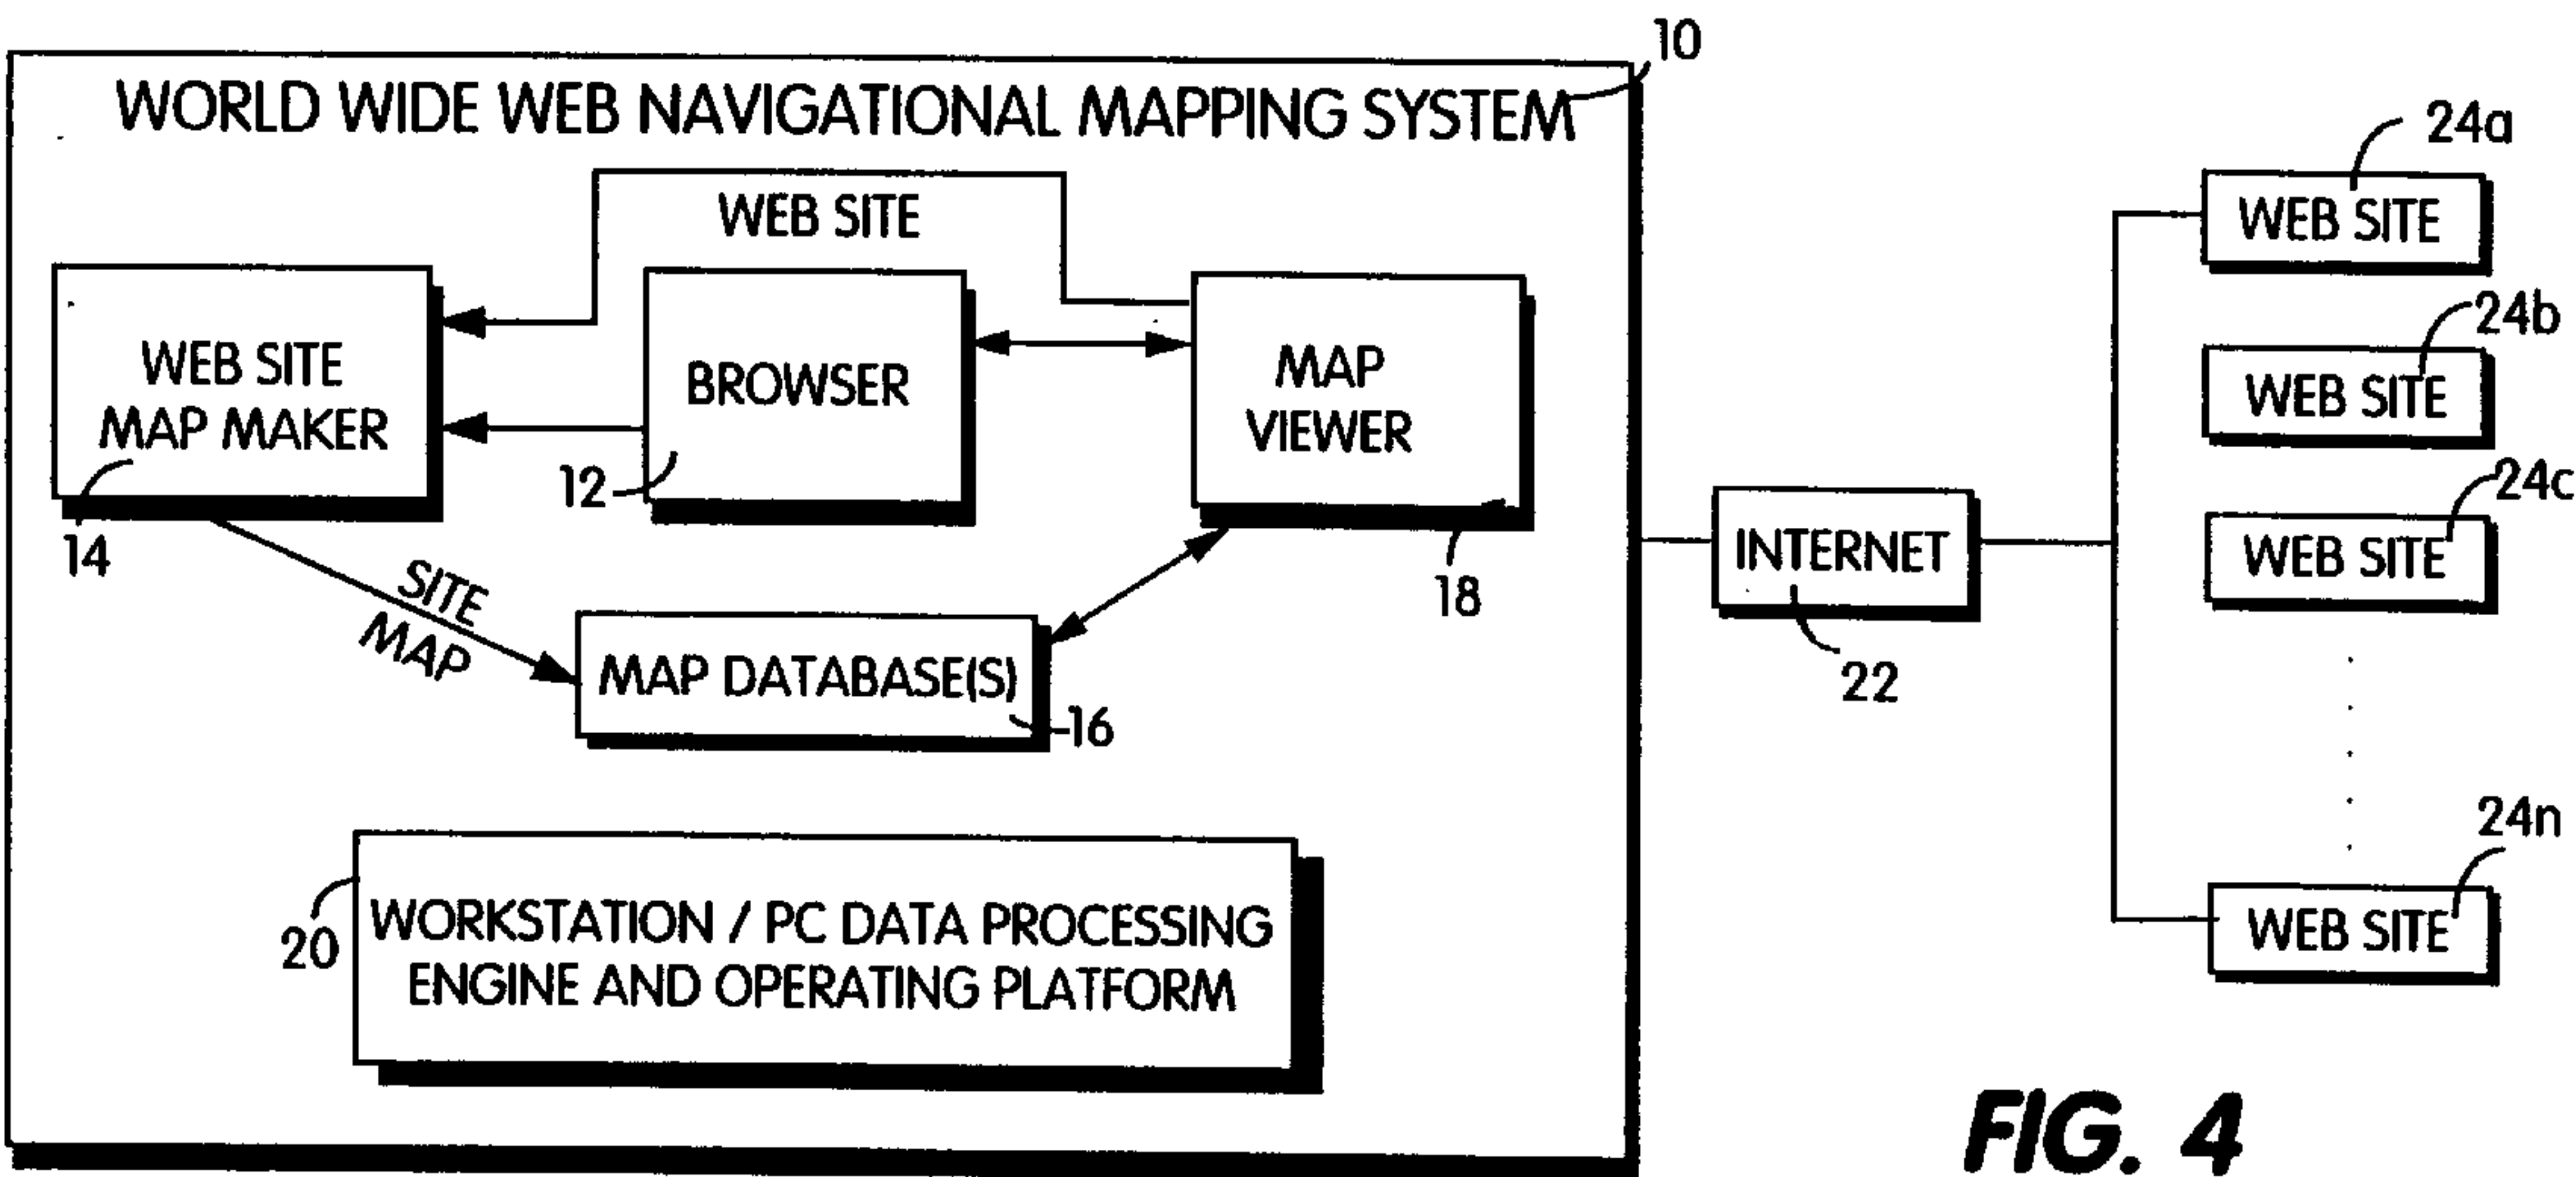 10
WORLD WIDE WEB NAVIGATIONAL MAPPING SYSTEM
WEB SITE
WEB SITE
MAP MAKER
14
BROWSER
12
MAP
VIEWER
18
SITE
MAP
MAP DATABASE(S)
16
20
WORKSTATION / PC DATA PROCESSING
ENGINE AND OPERATING PLATFORM
INTERNET
22
24a
WEB SITE
24b
WEB SITE
24c
WEB SITE
24n
WEB SITE
FIG. 4